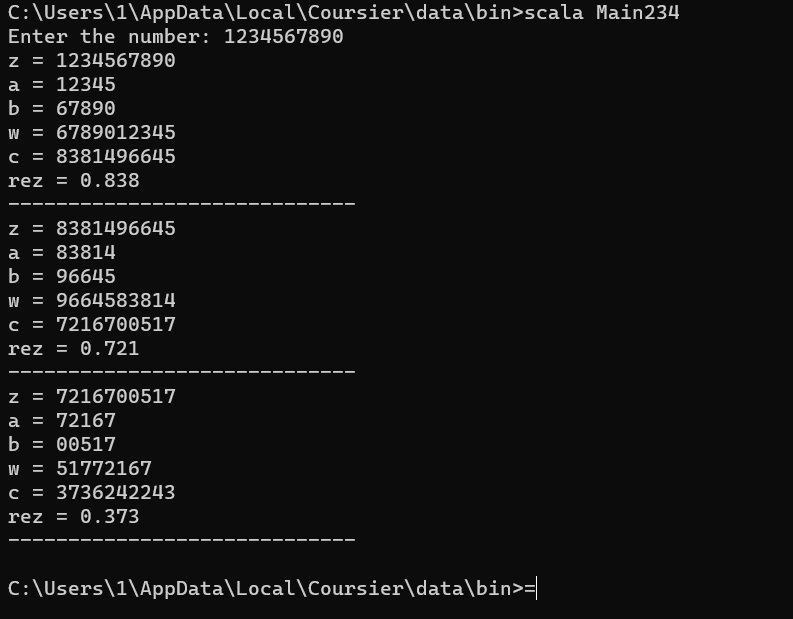 C:\Users\1\AppData\Local\Coursier\data\bin>scala Main234
Enter the number: 1234567890
z = 1234567890
a = 12345
b = 67890
w = 6789012345
c = 8381496645
rez = 0.838
-----------------------------
z = 8381496645
a = 83814
b = 96645
w = 9664583814
c = 7216700517
rez = 0.721
-----------------------------
z = 7216700517
a = 72167
b = 00517
w = 51772167
c = 3736242243
rez = 0.373
-----------------------------
C:\Users\1\AppData\Local\Coursier\data\bin>=